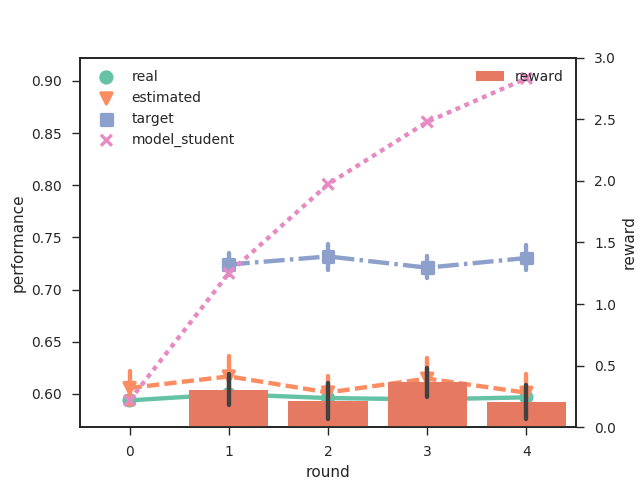 real
estimated
target
model_student
reward
0.90
0.85
0.80
0.75
0.70
0.65
0.60
performance
3.0
2.5
2.0
1.5
1.0
0.5
0.0
reward
0 1 2 3 4
round